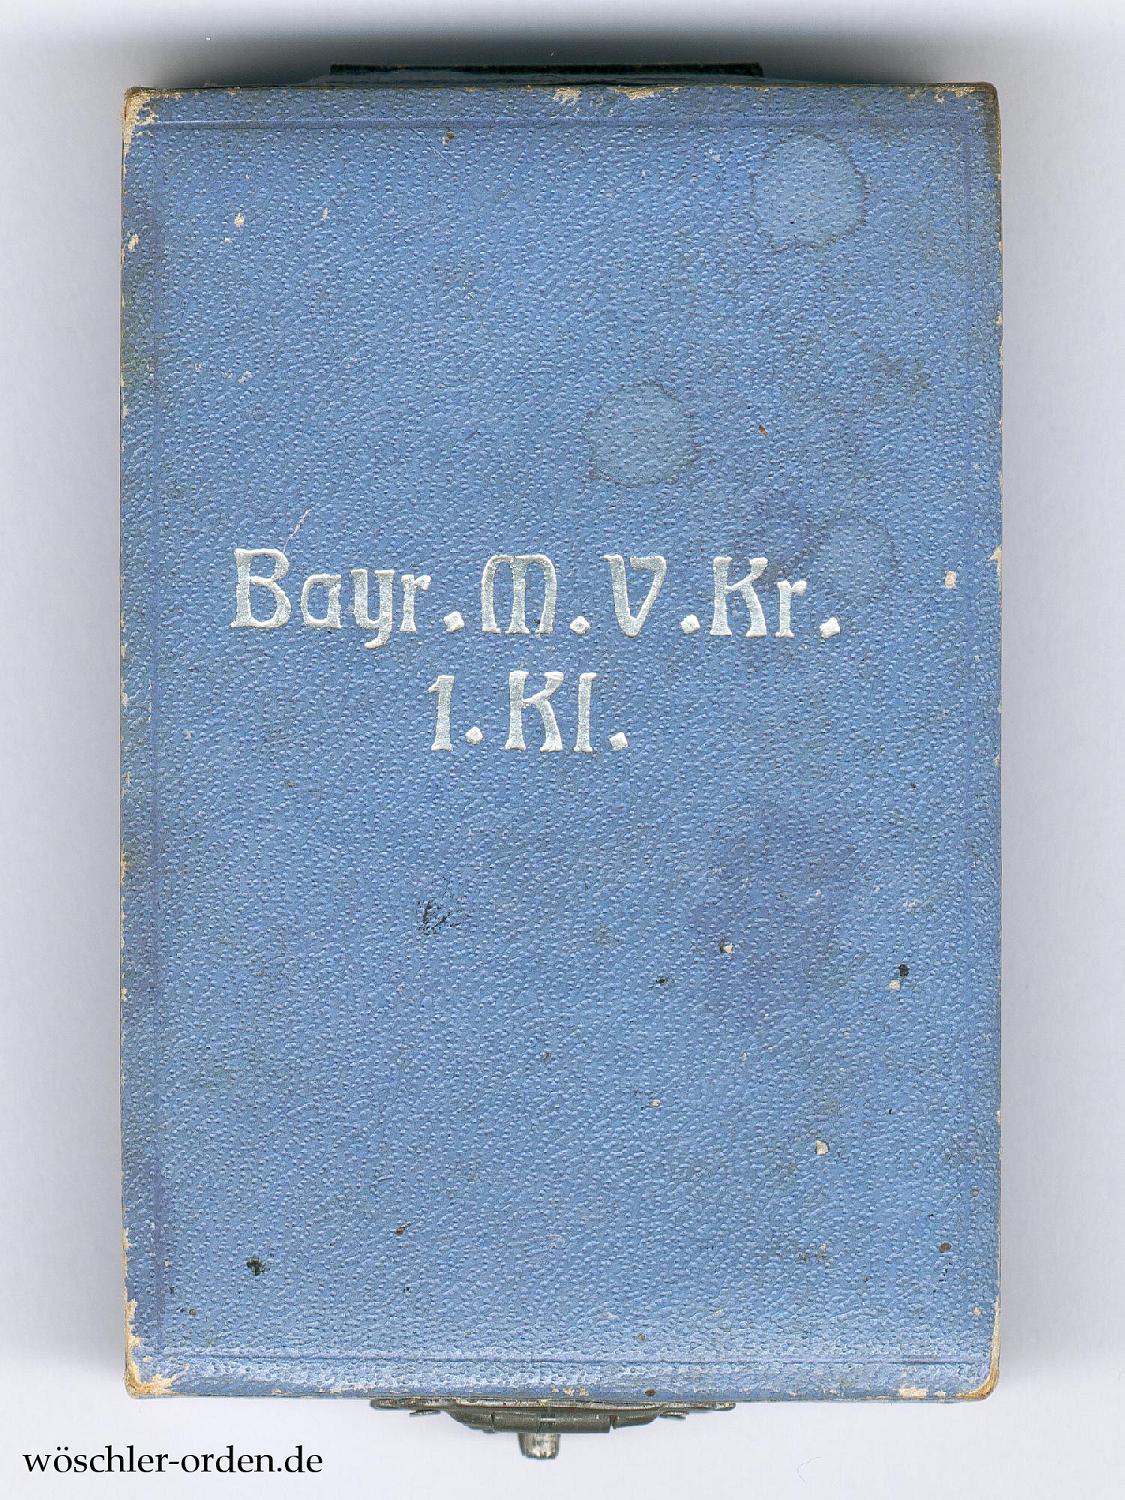 Bayr. M. V. Kr.
1. Kl.
wöschler-orden.de